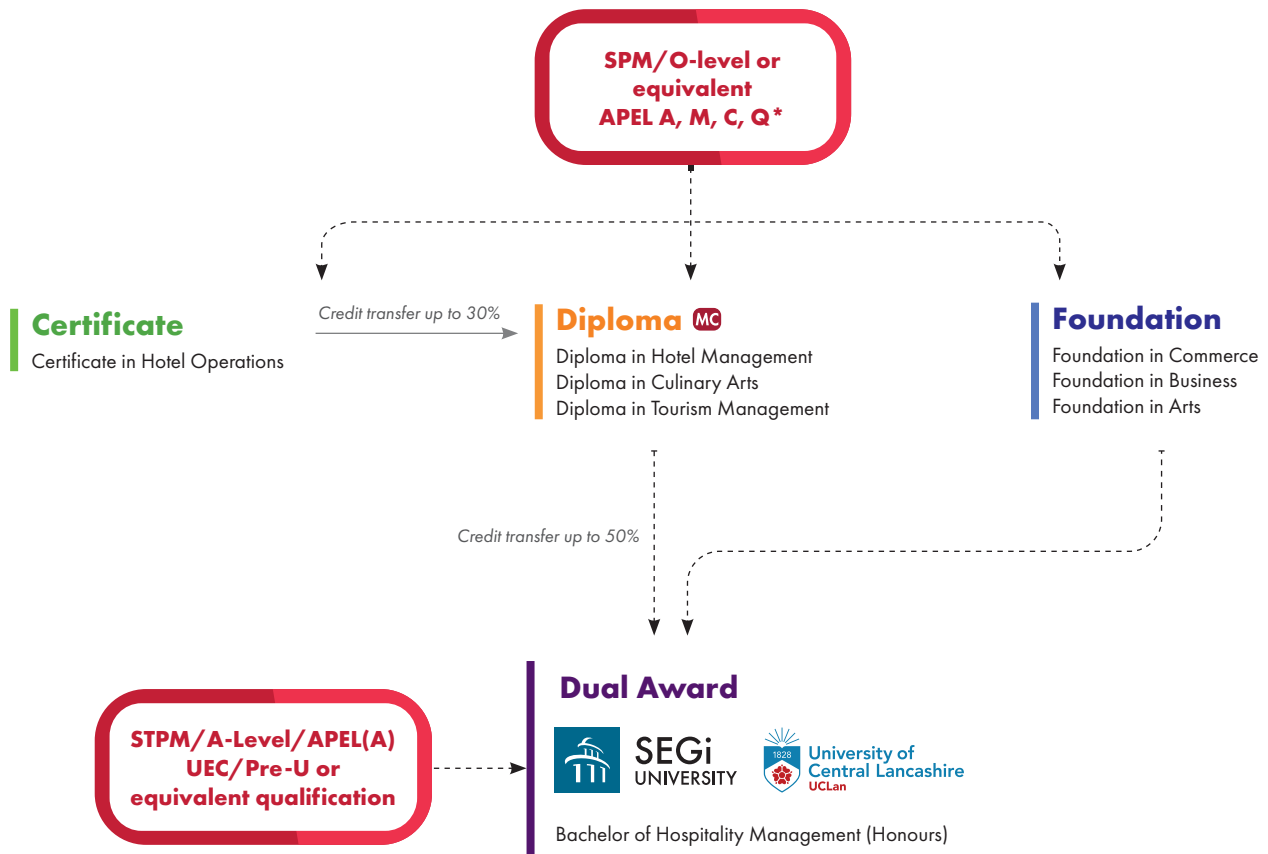 SPM/O-level or
equivalent
APEL A, M, C, Q*
Certificate
Certificate in Hotel Operations
Credit transfer up to 30%
Diploma MC
Diploma in Hotel Management
Diploma in Culinary Arts
Diploma in Tourism Management
Foundation
Foundation in Commerce
Foundation in Business
Foundation in Arts
Credit transfer up to 50%
STPM/A-Level/APEL(A)
UEC/Pre-U or
equivalent qualification
Dual Award
SEGi
UNIVERSITY
1828
University of
Central Lancashire
UCLan
Bachelor of Hospitality Management (Honours)